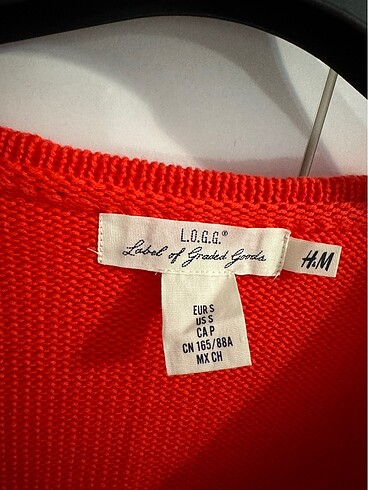 L.O.G.G.®
Label of Graded Goods
H&M
EUR S
US S
CA P
CN 165/88A
MX CH